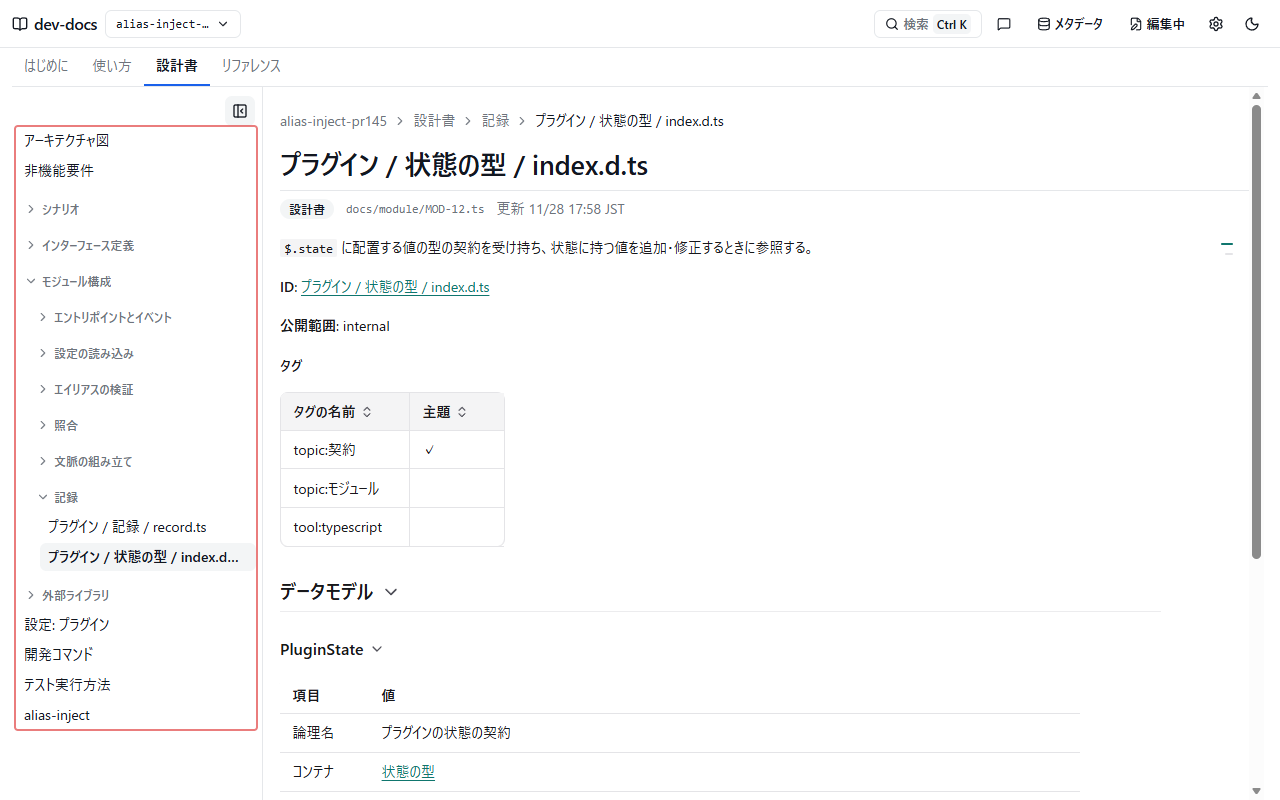 dev-docs
alias-inject-...
検索 Ctrl K
メタデータ
編集中
はじめに 使い方 設計書 リファレンス
アーキテクチャ図
非機能要件
シナリオ
インターフェース定義
モジュール構成
エントリポイントとイベント
設定の読み込み
エイリアスの検証
照合
文脈の組み立て
記録
プラグイン / 記録 / record.ts
プラグイン / 状態の型 / index.d...
外部ライブラリ
設定: プラグイン
開発コマンド
テスト実行方法
alias-inject
alias-inject-pr145 > 設計書 > 記録 > プラグイン / 状態の型 / index.d.ts
プラグイン / 状態の型 / index.d.ts
設計書 docs/module/MOD-12.ts 更新 11/28 17:58 JST
$.state に配置する値の型の契約を受け持ち、状態に持つ値を追加・修正するときに参照する。
ID: プラグイン / 状態の型 / index.d.ts
公開範囲: internal
タグ
タグの名前 主題
topic:契約 ✓
topic:モジュール
tool:typescript
データモデル
PluginState
項目 値
論理名 プラグインの状態の契約
コンテナ 状態の型